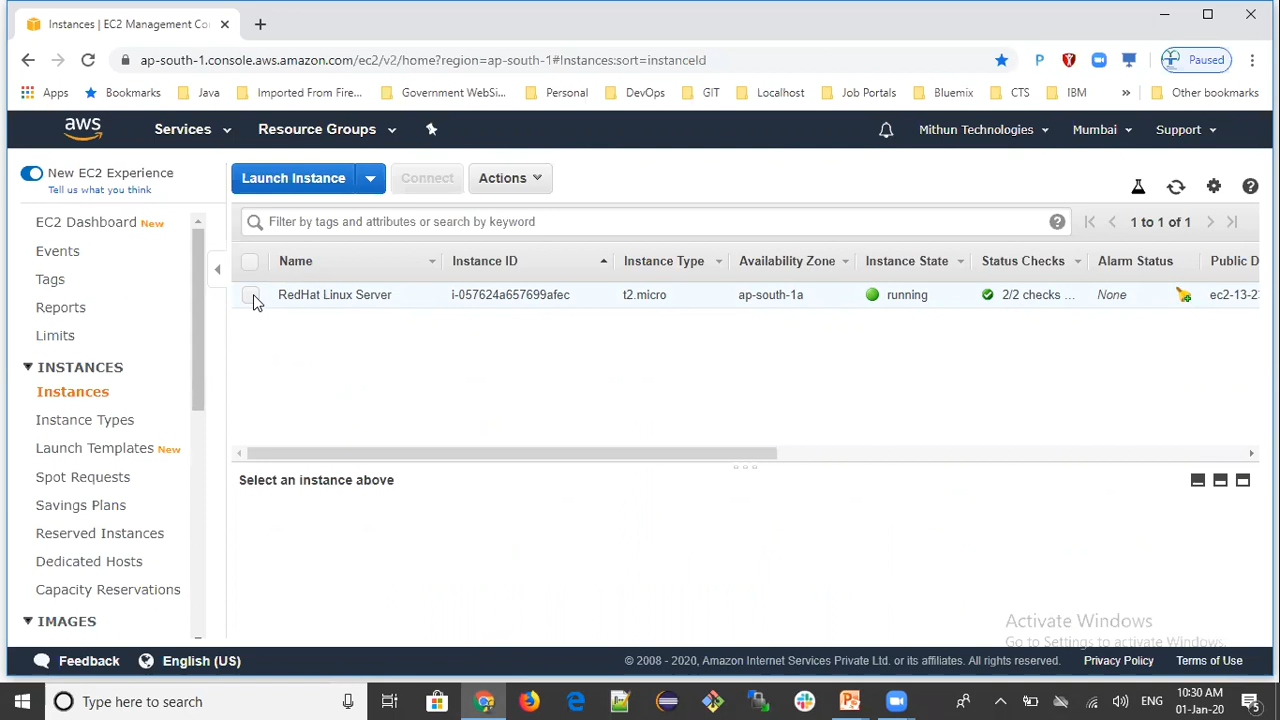 Instances | EC2 Management Co
ap-south-1.console.aws.amazon.com/ec2/v2/home?region=ap-south-1#Instances:sort=instanceId
Paused
Apps Bookmarks Java Imported From Fire... Government WebSi... Personal DevOps GIT Localhost Job Portals Bluemix CTS IBM » Other bookmarks
aws Services Resource Groups Mithun Technologies Mumbai Support
New EC2 Experience
Tell us what you think
Launch Instance Connect Actions
EC2 Dashboard New
Filter by tags and attributes or search by keyword
1 to 1 of 1
Events
Name Instance ID Instance Type Availability Zone Instance State Status Checks Alarm Status Public D
Tags
RedHat Linux Server i-057624a657699afec t2.micro ap-south-1a running 2/2 checks ... None ec2-13-2
Reports
Limits
INSTANCES
Instances
Instance Types
Launch Templates New
Spot Requests
Select an instance above
Savings Plans
Reserved Instances
Dedicated Hosts
Capacity Reservations
IMAGES
Activate Windows
Go to Settings to activate Windows.
Feedback English (US) © 2008 - 2020, Amazon Internet Services Private Ltd. or its affiliates. All rights reserved. Privacy Policy Terms of Use
Type here to search
ENG
10:30 AM
01-Jan-20
5